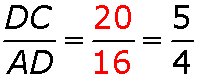 DC/AD = 20/16 = 5/4